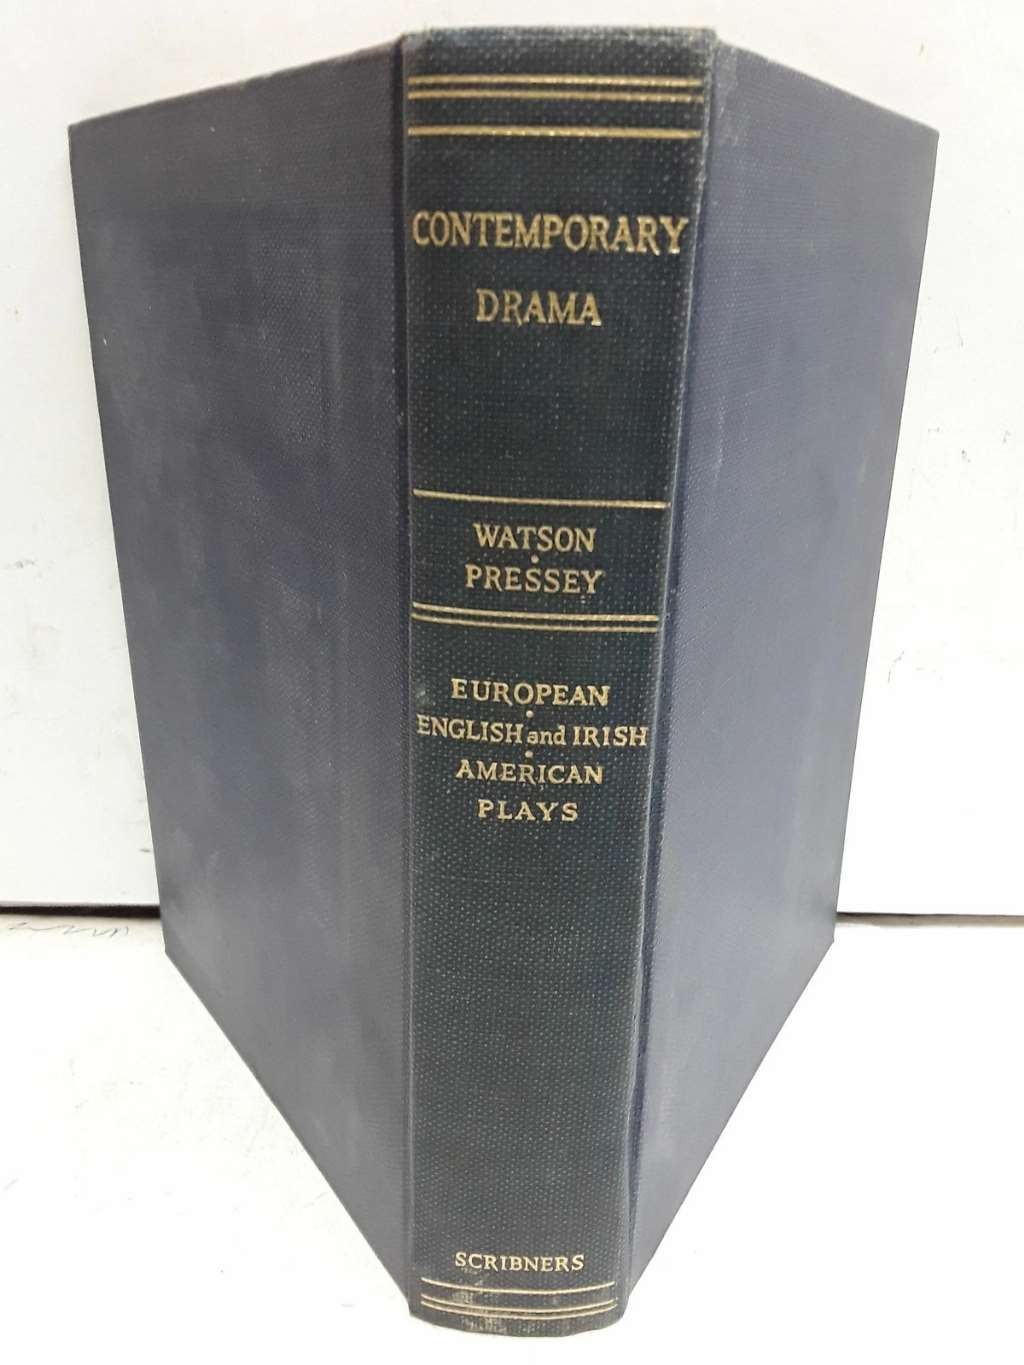 CONTEMPORARY
DRAMA
WATSON
•
PRESSEY
EUROPEAN
•
ENGLISH and IRISH
•
AMERICAN
PLAYS
SCRIBNERS